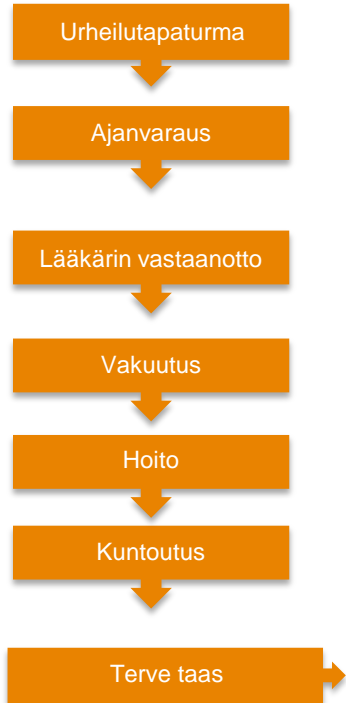 Urheilutapaturma
Ajanvaraus
Lääkärin vastaanotto
Vakuutus
Hoito
Kuntoutus
Terve taas